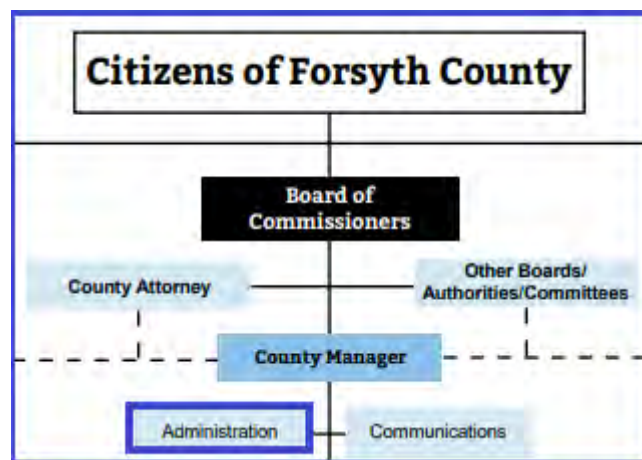 Citizens of Forsyth County
Board of
Commissioners
County Attorney
Other Boards/
Authorities/Committees
County Manager
Administration
Communications